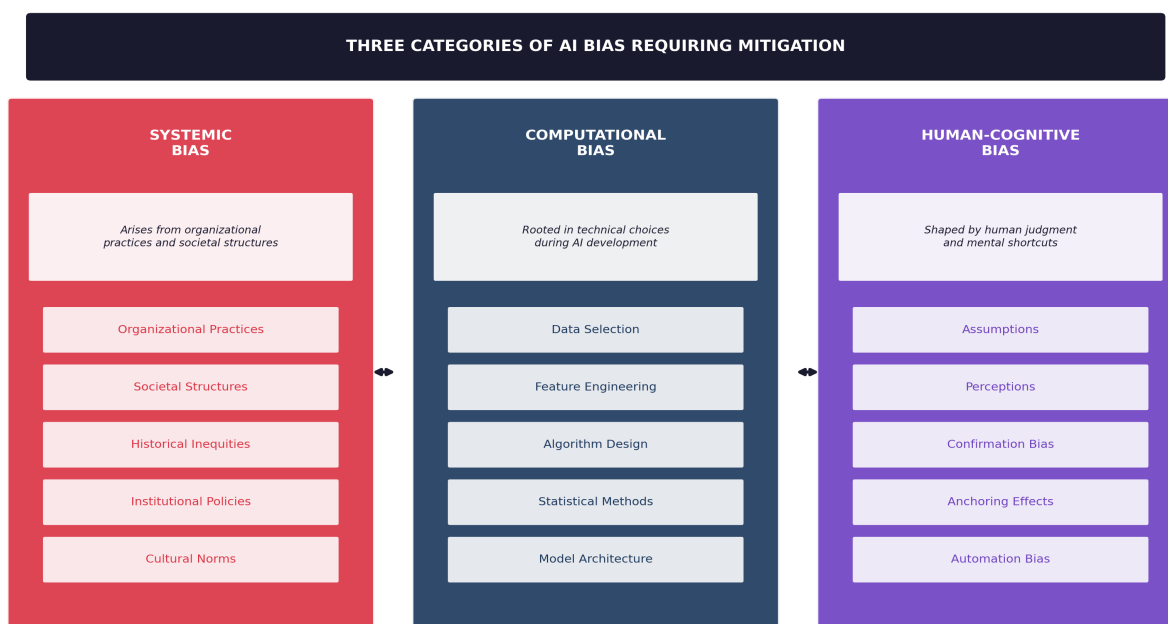 THREE CATEGORIES OF AI BIAS REQUIRING MITIGATION
SYSTEMIC
BIAS
Arises from organizational
practices and societal structures
Organizational Practices
Societal Structures
Historical Inequities
Institutional Policies
Cultural Norms
COMPUTATIONAL
BIAS
Rooted in technical choices
during AI development
Data Selection
Feature Engineering
Algorithm Design
Statistical Methods
Model Architecture
HUMAN-COGNITIVE
BIAS
Shaped by human judgment
and mental shortcuts
Assumptions
Perceptions
Confirmation Bias
Anchoring Effects
Automation Bias